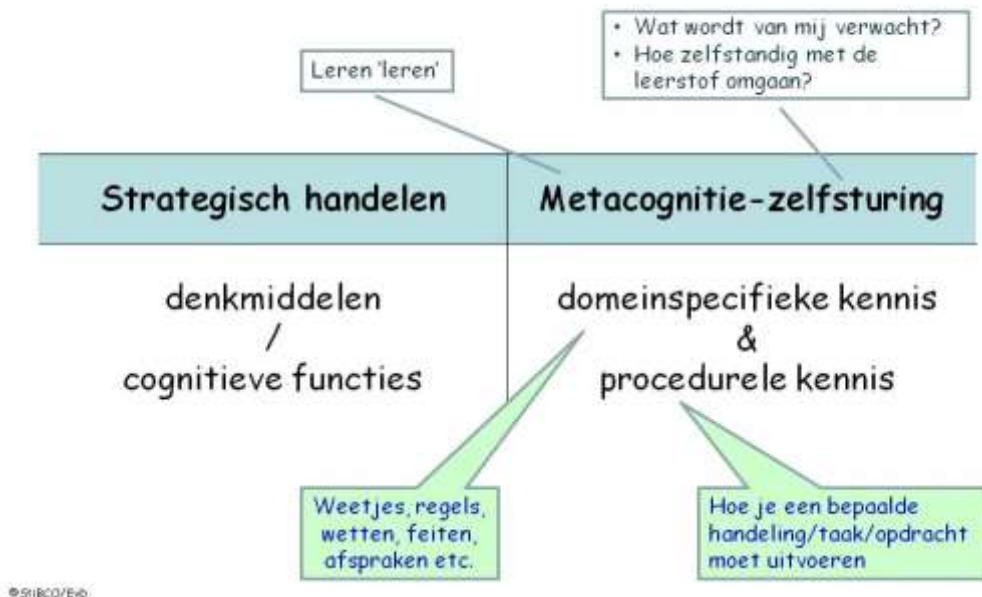 • Wat wordt van mij verwacht?
• Hoe zelfstandig met de
leerstof omgaan?
Leren 'leren'
Strategisch handelen
Metacognitie-zelfsturing
denkmiddelen
/
cognitieve functies
domeinspecifieke kennis
&
procedurele kennis
Weetjes, regels,
wetten, feiten,
afspraken etc.
Hoe je een bepaalde
handeling/taak/opdracht
moet uitvoeren
© StiBCO/EvB